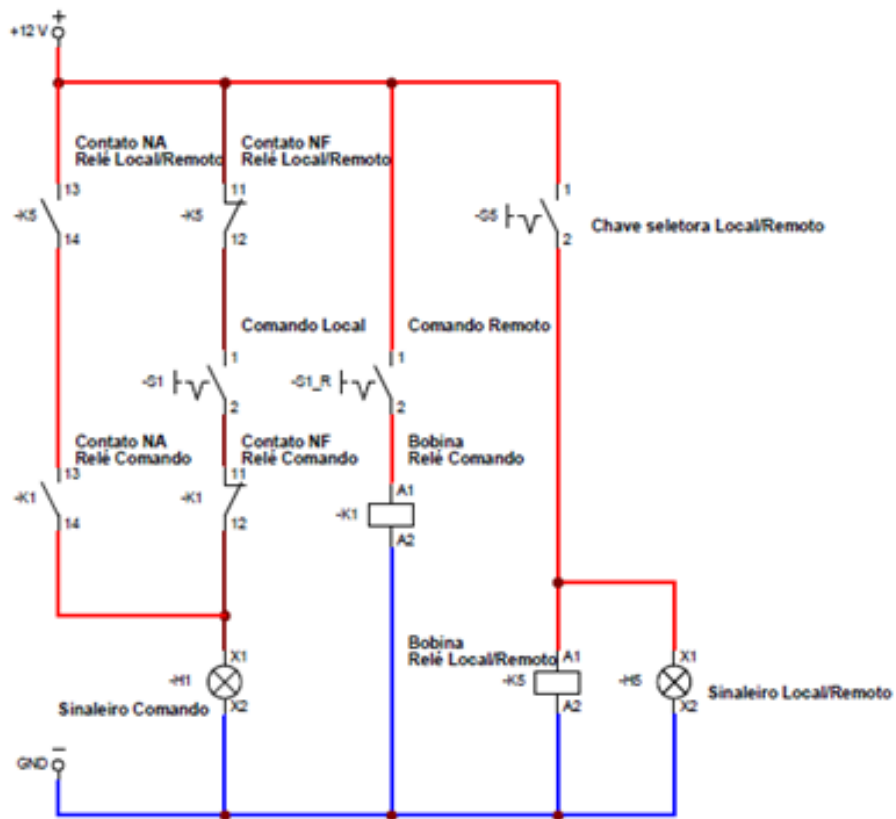 +
+12 V
Contato NA
Relé Local/Remoto
Contato NF
Relé Local/Remoto
13
-K5
14
11
-K5
12
1
-S5
2
Chave seletora Local/Remoto
Comando Local
Comando Remoto
1
-S1
2
1
-S1_R
2
Contato NA
Relé Comando
Contato NF
Relé Comando
Bobina
Relé Comando
13
-K1
14
11
-K1
12
A1
-K1
A2
X1
-H1
X2
Sinaleiro Comando
Bobina
Relé Local/Remoto
A1
-K5
A2
X1
-H5
X2
Sinaleiro Local/Remoto
−
GND